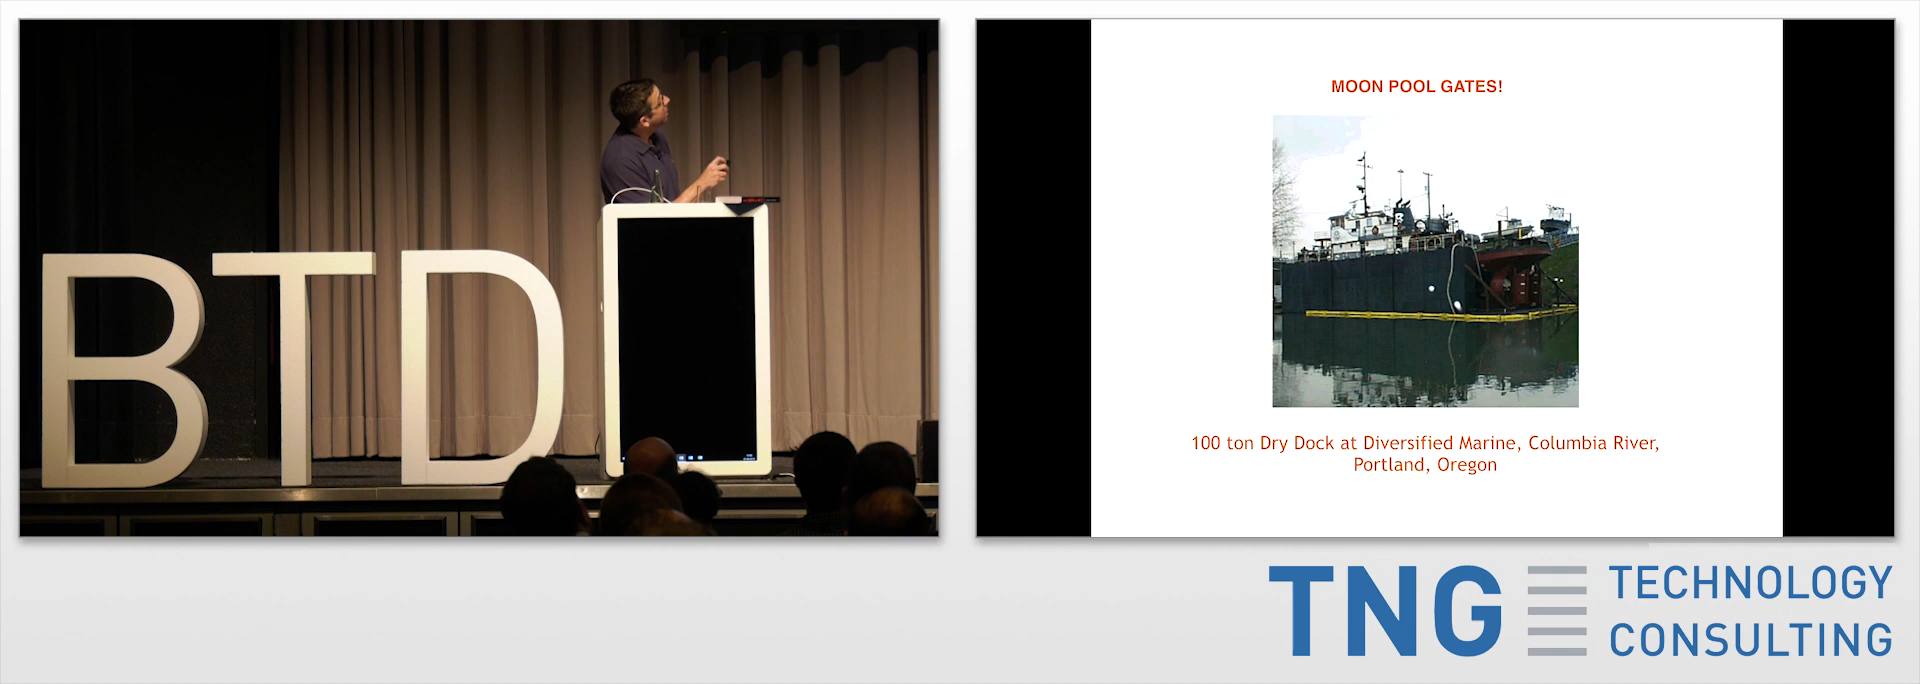 BTD
MOON POOL GATES!
100 ton Dry Dock at Diversified Marine, Columbia River,
Portland, Oregon
TNG TECHNOLOGY
CONSULTING